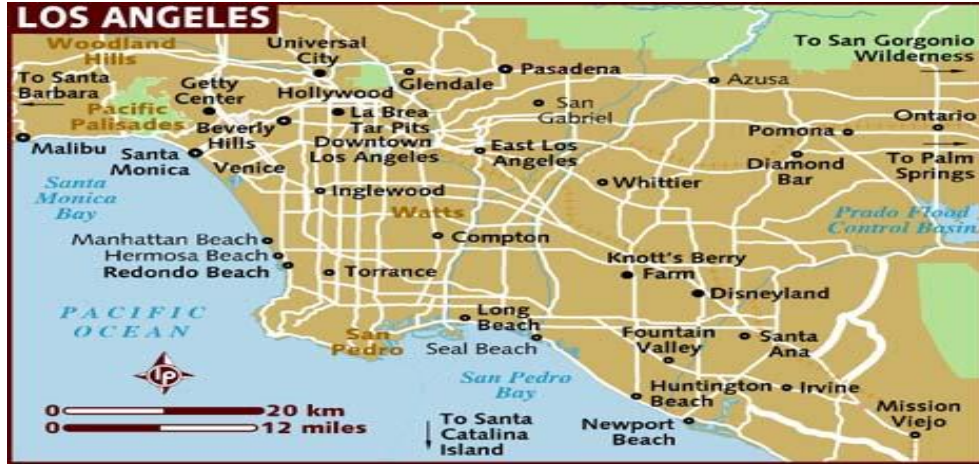 LOS ANGELES
Woodland
Hills
Universal
City
To San Gorgonio
Wilderness
To Santa
Barbara
Getty
Center
Hollywood
Glendale
Pasadena
Azusa
Pacific
Palisades
Beverly
Hills
La Brea
Tar Pits
San
Gabriel
Ontario
Malibu
Santa
Monica
Venice
Downtown
Los Angeles
East Los
Angeles
Pomona
Diamond
Bar
To Palm
Springs
Santa
Monica
Bay
Inglewood
Whittier
Watts
Prado Flood
Control Basin
Manhattan Beach
Hermosa Beach
Redondo Beach
Compton
Torrance
Knott's Berry
Farm
Disneyland
PACIFIC
OCEAN
San
Pedro
Long
Beach
Seal Beach
Fountain
Valley
Santa
Ana
San Pedro
Bay
Huntington
Beach
Irvine
Mission
Viejo
Newport
Beach
To Santa
Catalina
Island
lp
0 20 km
0 12 miles